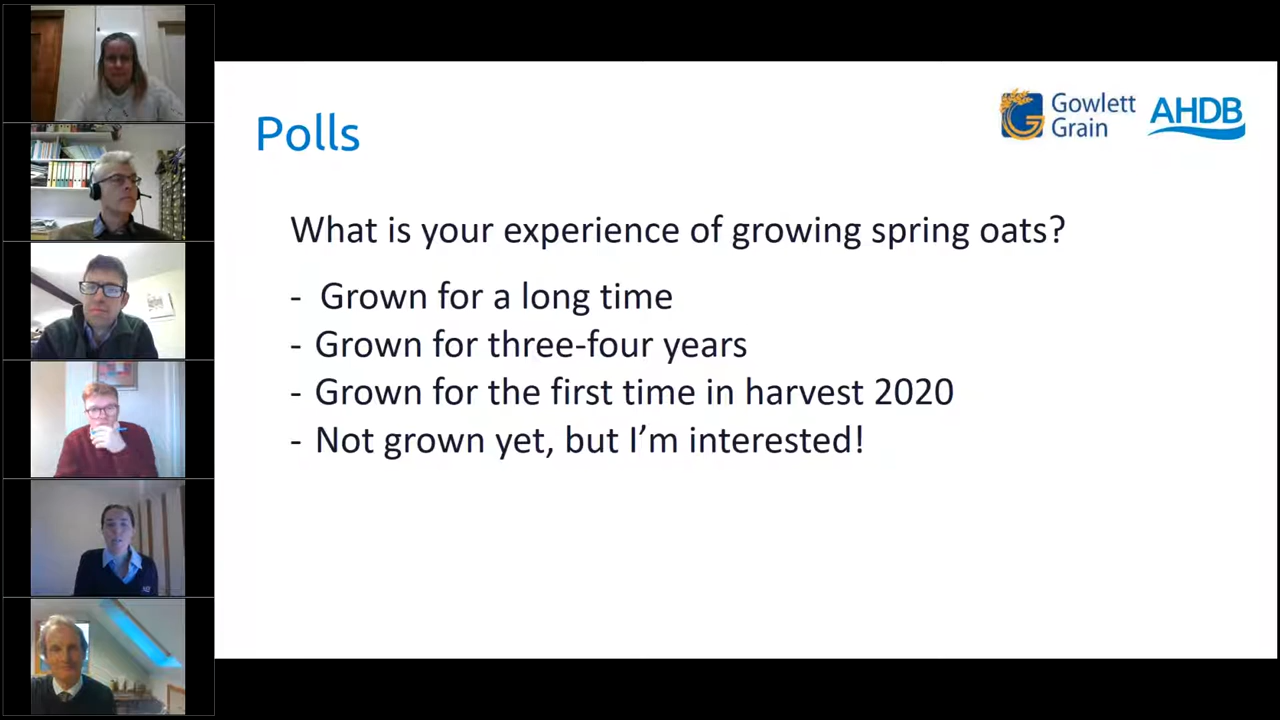 Polls
Gowlett
Grain
AHDB
What is your experience of growing spring oats?
- Grown for a long time
- Grown for three-four years
- Grown for the first time in harvest 2020
- Not grown yet, but I’m interested!